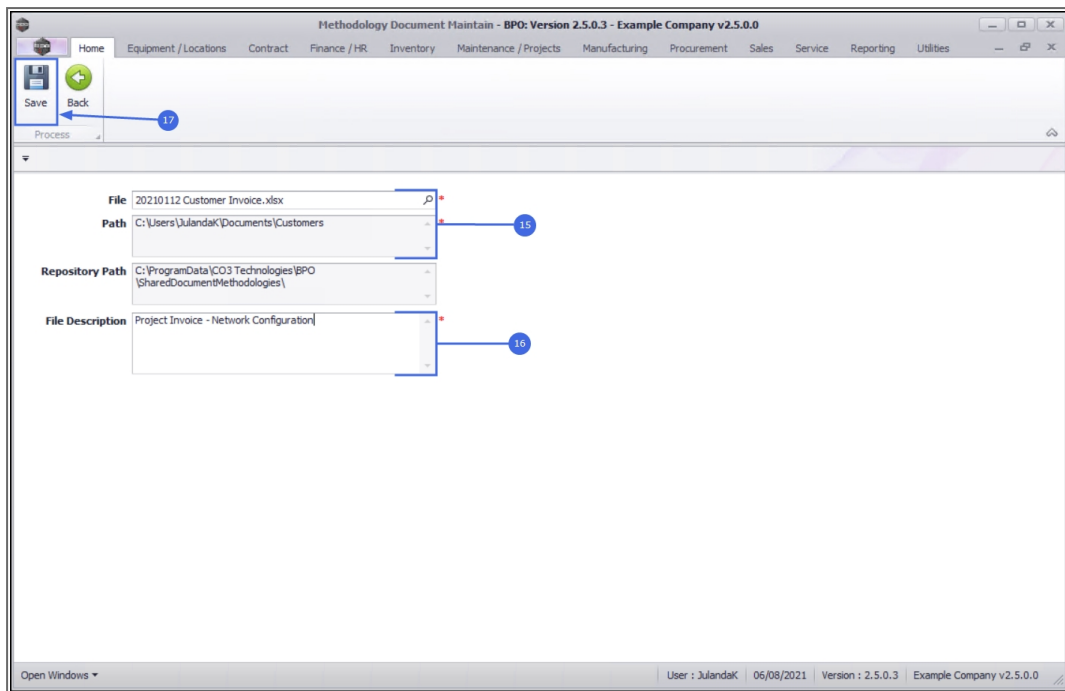 Methodology Document Maintain - BPO: Version 2.5.0.3 - Example Company v2.5.0.0
Home Equipment / Locations Contract Finance / HR Inventory Maintenance / Projects Manufacturing Procurement Sales Service Reporting Utilities
Save Back
17
Process
File 20210112 Customer Invoice.xlsx *
Path C:\Users\JulandaK\Documents\Customers *
15
Repository Path C:\ProgramData\CO3 Technologies\BPO
\SharedDocumentMethodologies\
File Description Project Invoice - Network Configuration *
16
Open Windows User : JulandaK 06/08/2021 Version : 2.5.0.3 Example Company v2.5.0.0